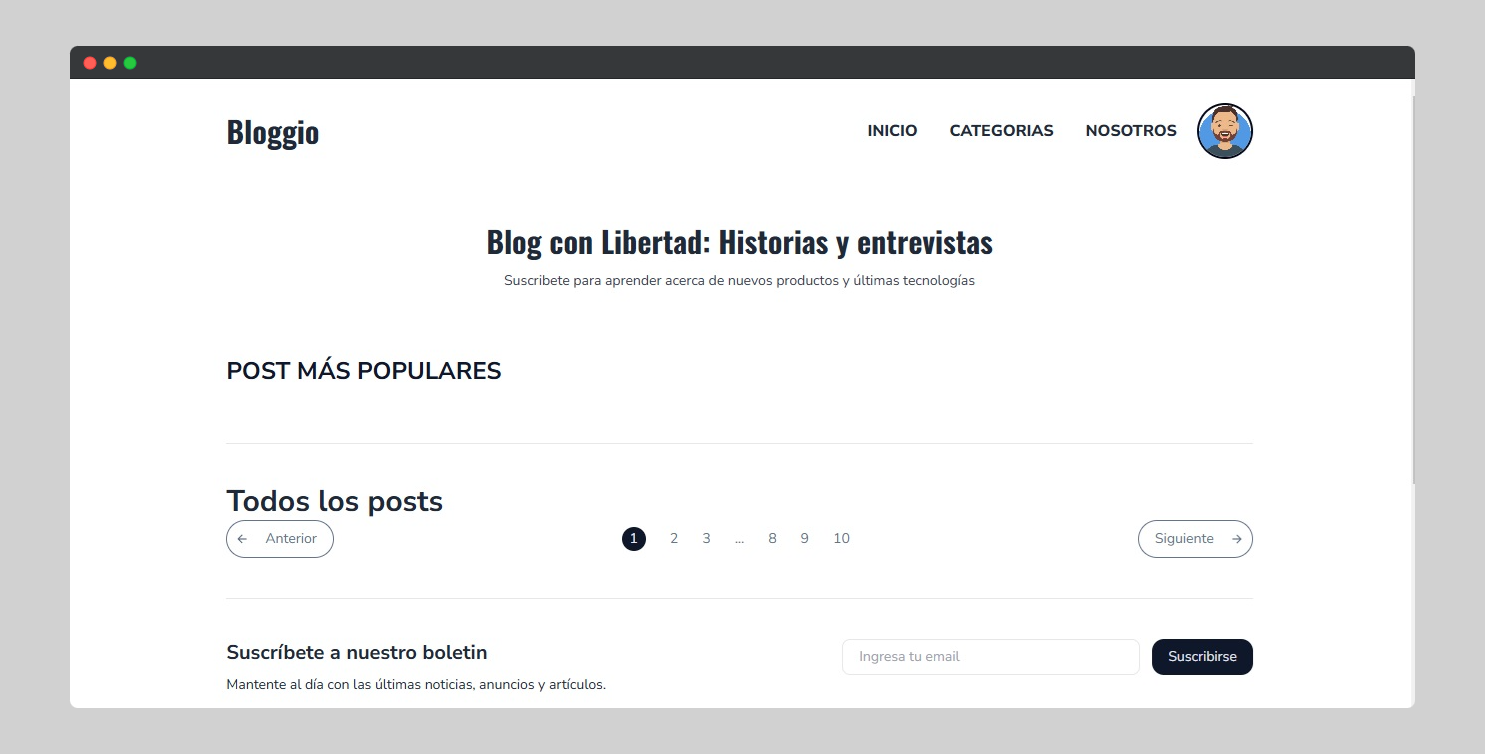 Bloggio
INICIO CATEGORIAS NOSOTROS
Blog con Libertad: Historias y entrevistas
Suscribete para aprender acerca de nuevos productos y últimas tecnologías
POST MÁS POPULARES
Todos los posts
← Anterior 1 2 3 ... 8 9 10 Siguiente →
Suscríbete a nuestro boletin
Ingresa tu email Suscribirse
Mantente al día con las últimas noticias, anuncios y artículos.